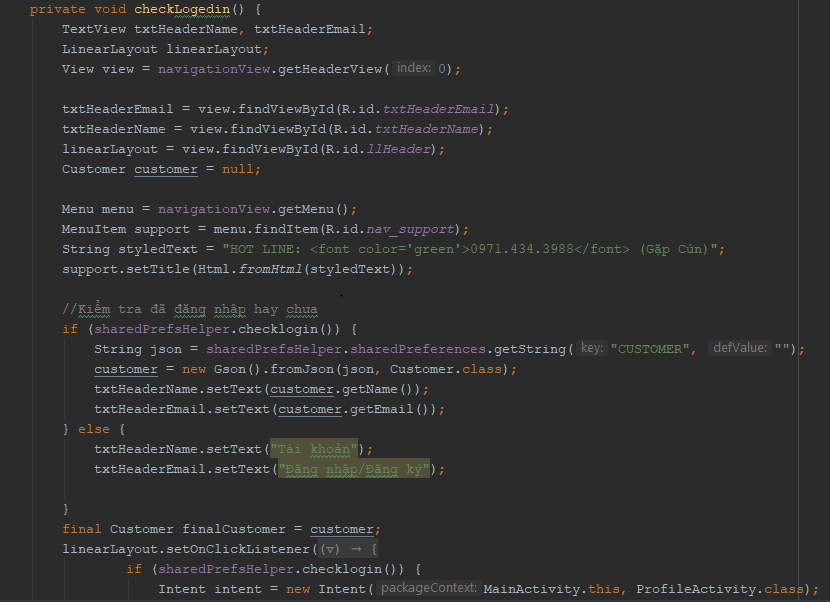 private void checkLogedin() {
TextView txtHeaderName, txtHeaderEmail;
LinearLayout linearLayout;
View view = navigationView.getHeaderView( index: 0);
txtHeaderEmail = view.findViewById(R.id.txtHeaderEmail);
txtHeaderName = view.findViewById(R.id.txtHeaderName);
linearLayout = view.findViewById(R.id.llHeader);
Customer customer = null;
Menu menu = navigationView.getMenu();
MenuItem support = menu.findItem(R.id.nav_support);
String styledText = "HOT LINE: <font color='green'>0971.434.3988</font> (Gặp Cún)";
support.setTitle(Html.fromHtml(styledText));
//Kiểm tra đã đăng nhập hay chưa
if (sharedPrefsHelper.checklogin()) {
String json = sharedPrefsHelper.sharedPreferences.getString( key: "CUSTOMER", defValue: "");
customer = new Gson().fromJson(json, Customer.class);
txtHeaderName.setText(customer.getName());
txtHeaderEmail.setText(customer.getEmail());
} else {
txtHeaderName.setText("Tài khoản");
txtHeaderEmail.setText("Đăng nhập/Đăng ký");
}
final Customer finalCustomer = customer;
linearLayout.setOnClickListener((v) → {
if (sharedPrefsHelper.checklogin()) {
Intent intent = new Intent( packageContext: MainActivity.this, ProfileActivity.class);